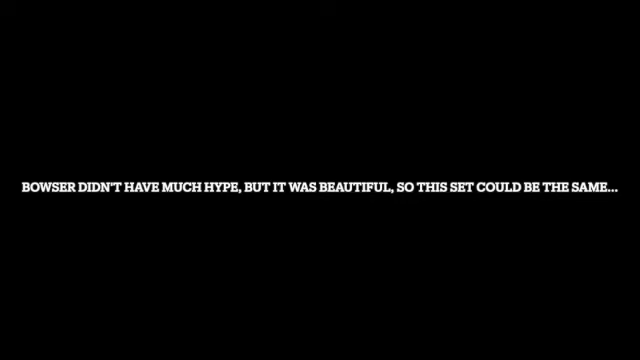 BOWSER DIDN'T HAVE MUCH HYPE, BUT IT WAS BEAUTIFUL, SO THIS SET COULD BE THE SAME...